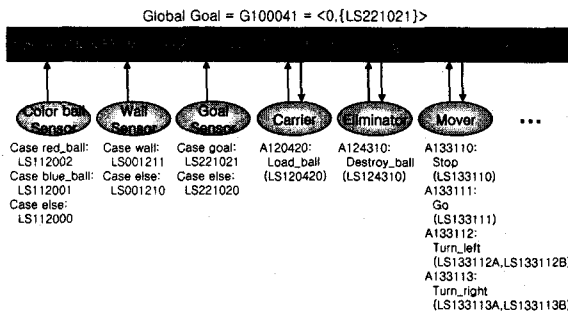 Global Goal = G100041 = <0,{LS221021}>
Color ball Sensor
Wall Sensor
Goal Sensor
Carrier
Eliminator
Mover
...
Case red_ball:
LS112002
Case blue_ball:
LS112001
Case else:
LS112000
Case wall:
LS001211
Case else:
LS001210
Case goal:
LS221021
Case else:
LS221020
A120420:
Load_ball
(LS120420)
A124310:
Destroy_ball
(LS124310)
A133110:
Stop
(LS133110)
A133111:
Go
(LS133111)
A133112:
Turn_left
(LS133112A,LS133112B)
A133113:
Turn_right
(LS133113A,LS133113B)